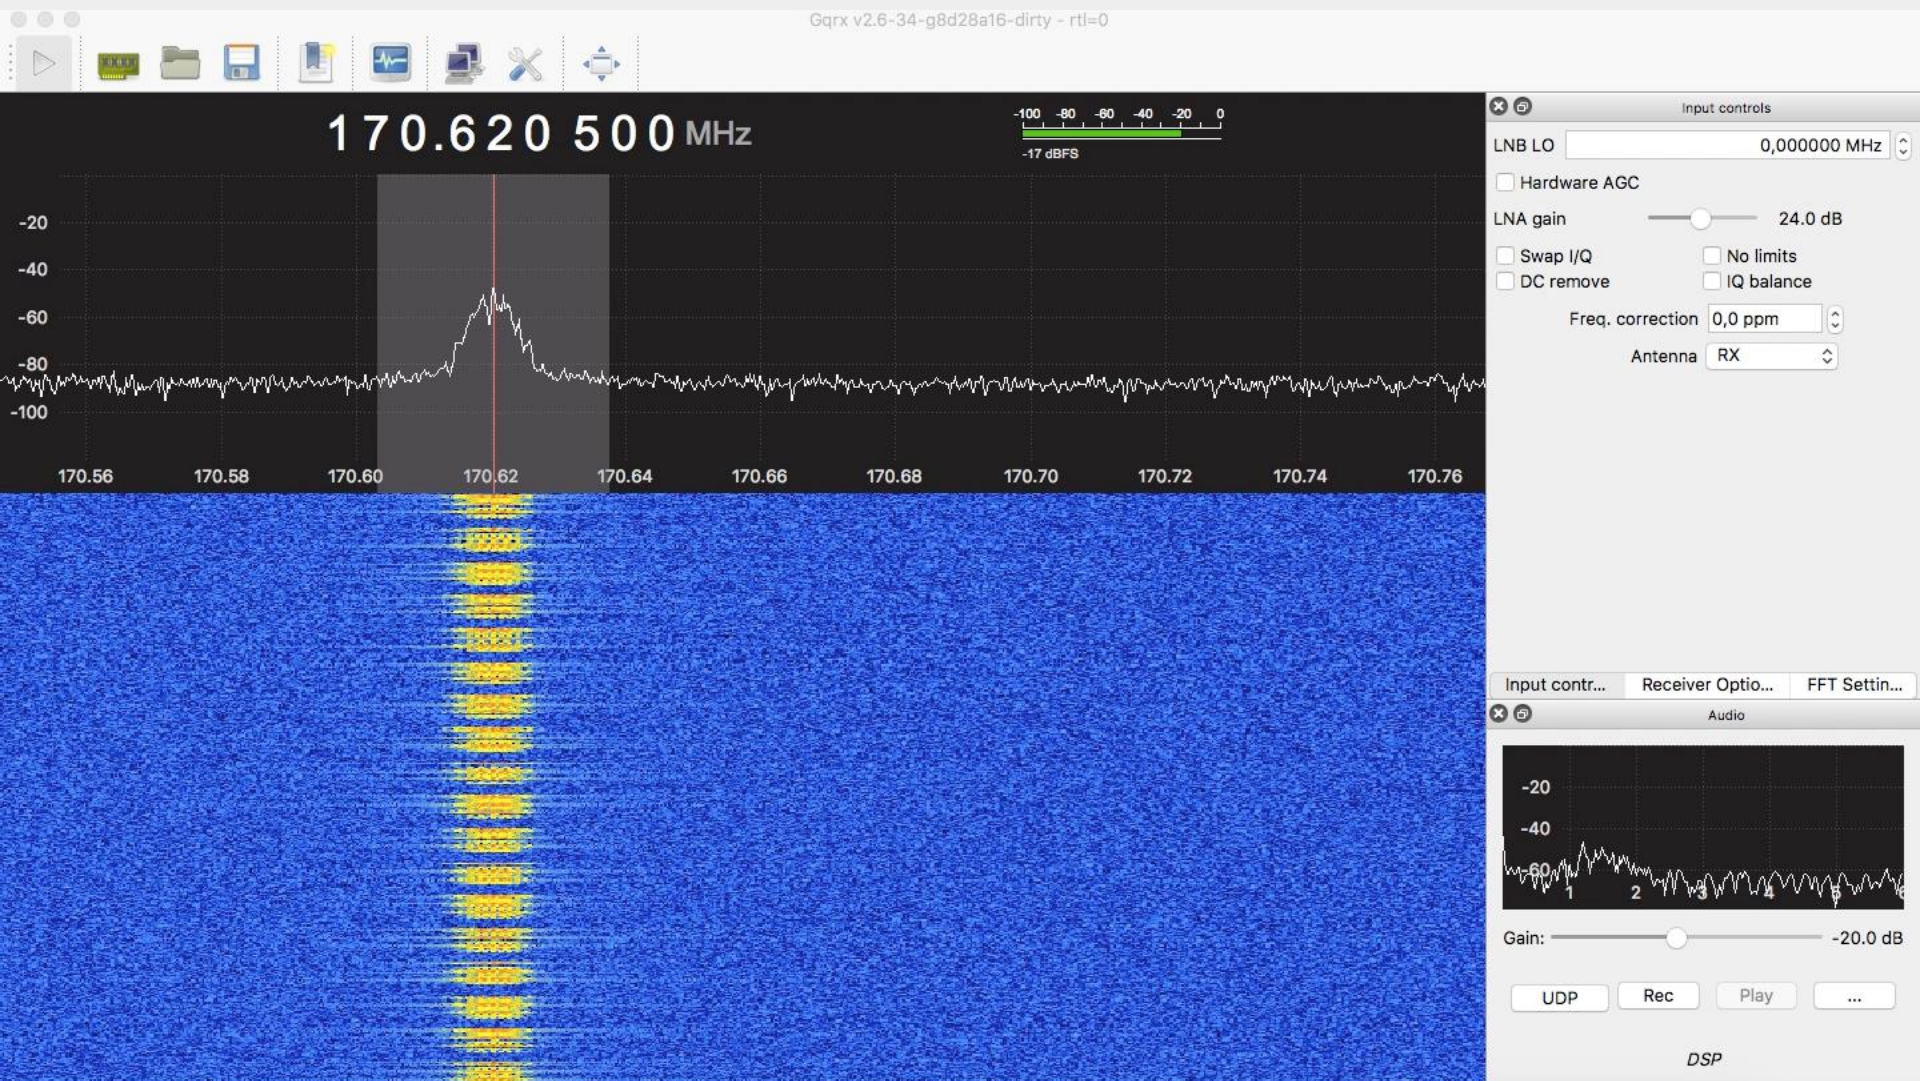 Gqrx v2.6-34-g8d28a16-dirty - rtl=0
170.620 500 MHz
-100 -80 -60 -40 -20 0
-17 dBFS
-20
-40
-60
-80
-100
170.56 170.58 170.60 170.62 170.64 170.66 170.68 170.70 170.72 170.74 170.76
Input controls
LNB LO 0,000000 MHz
Hardware AGC
LNA gain 24.0 dB
Swap I/Q No limits
DC remove IQ balance
Freq. correction 0,0 ppm
Antenna RX
Input contr... Receiver Optio... FFT Settin...
Audio
-20
-40
-60
1 2 3 4 5 6
Gain: -20.0 dB
UDP Rec Play ...
DSP